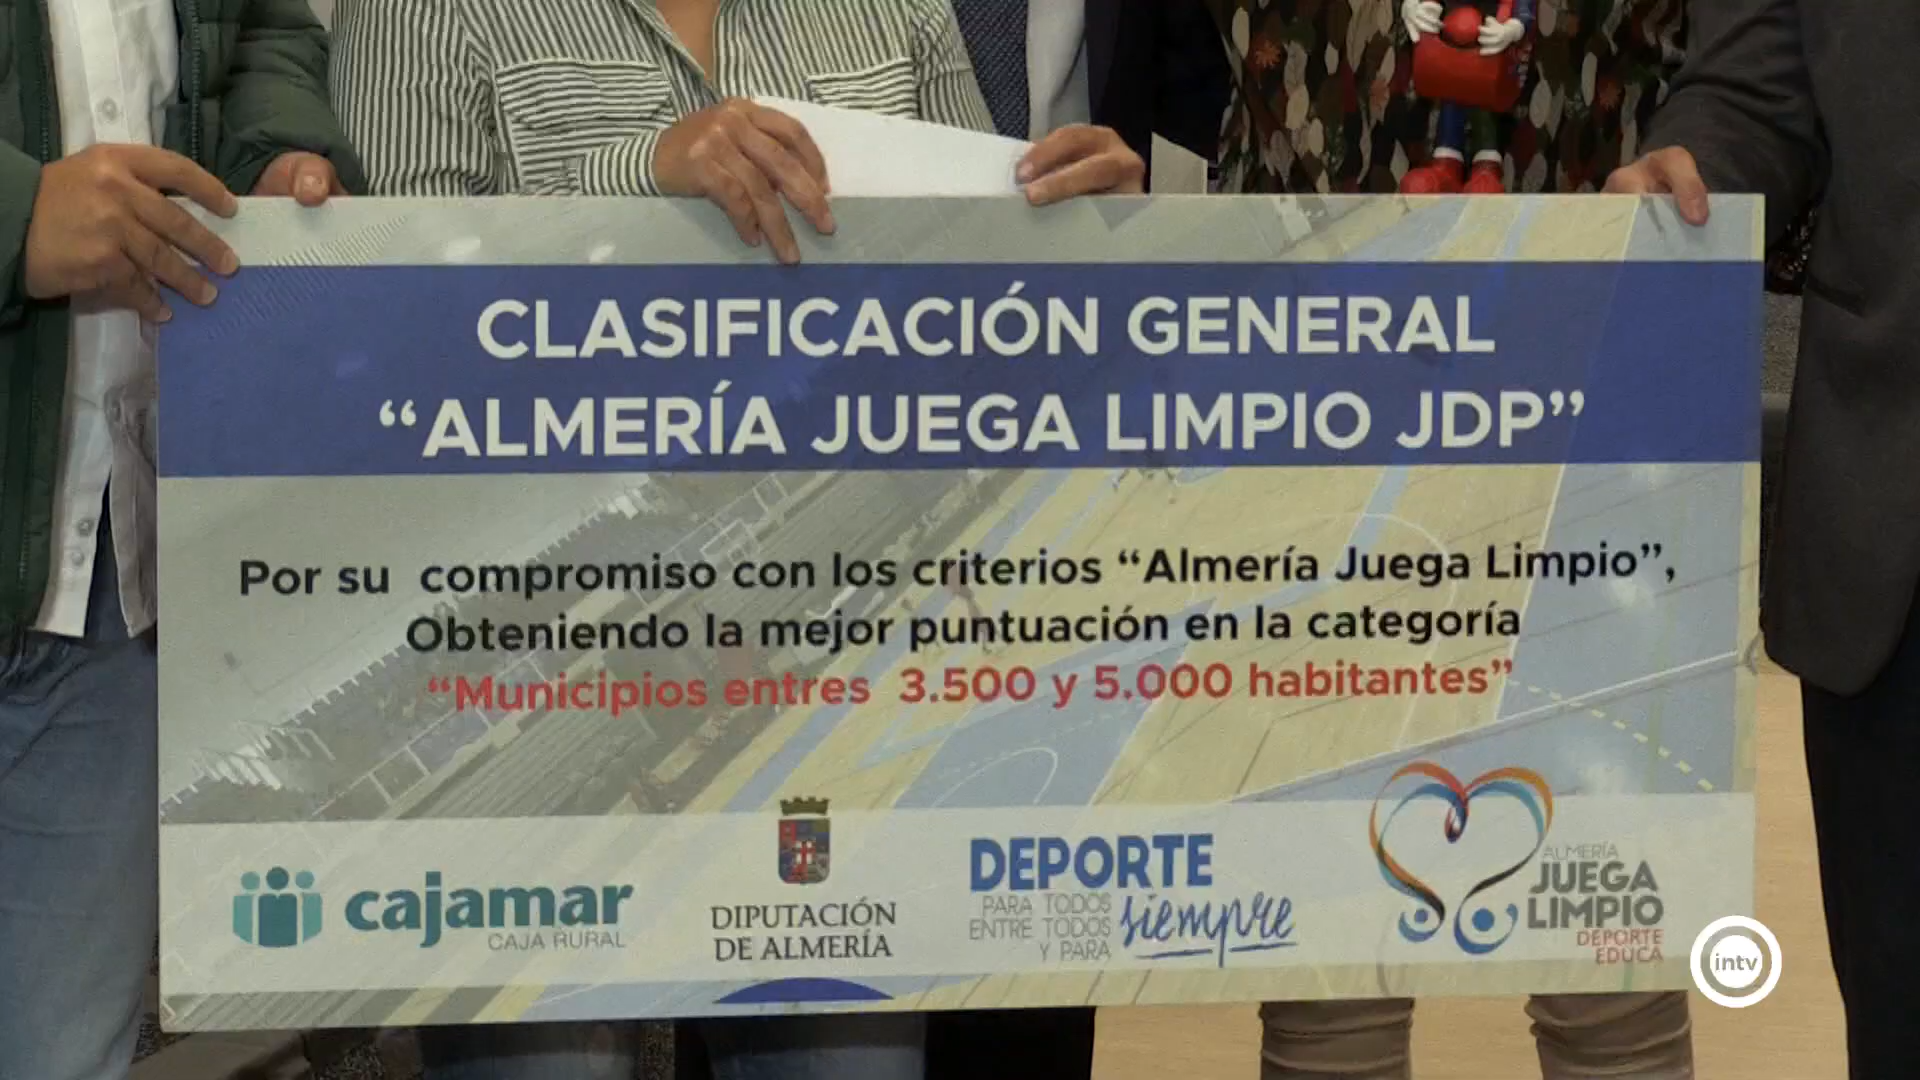 CLASIFICACIÓN GENERAL
“ALMERÍA JUEGA LIMPIO JDP”
Por su compromiso con los criterios “Almería Juega Limpio”,
Obteniendo la mejor puntuación en la categoría
“Municipios entres 3.500 y 5.000 habitantes”
cajamar
CAJA RURAL
DIPUTACIÓN
DE ALMERÍA
DEPORTE
PARA TODOS
ENTRE TODOS
Y PARA siempre
ALMERÍA
JUEGA
LIMPIO
DEPORTE
EDUCA
intv